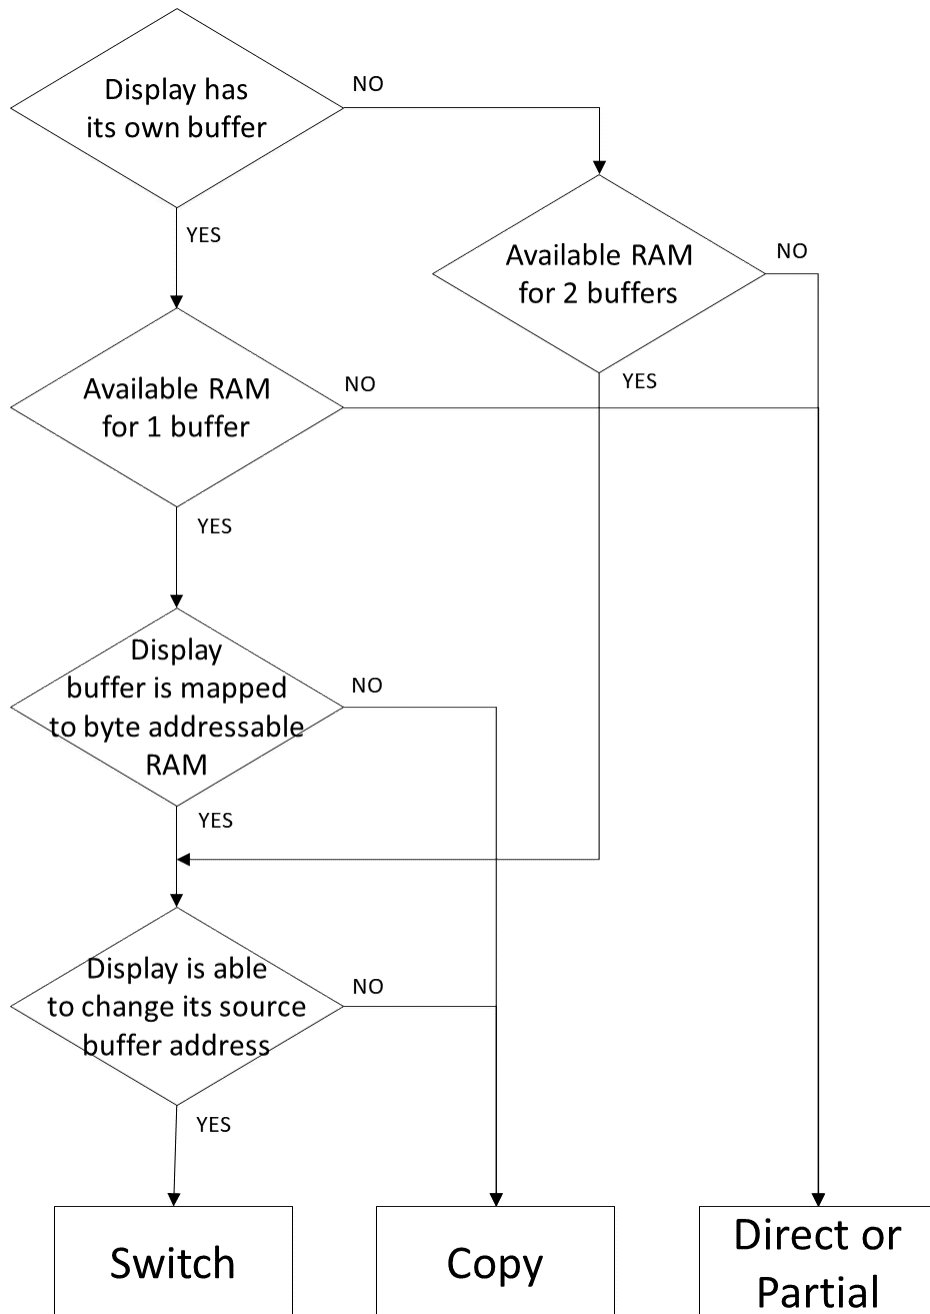 Display has
its own buffer
NO
YES
Available RAM
for 2 buffers
NO
YES
Available RAM
for 1 buffer
NO
YES
Display
buffer is mapped
to byte addressable
RAM
NO
YES
Display is able
to change its source
buffer address
NO
YES
Switch
Copy
Direct or
Partial